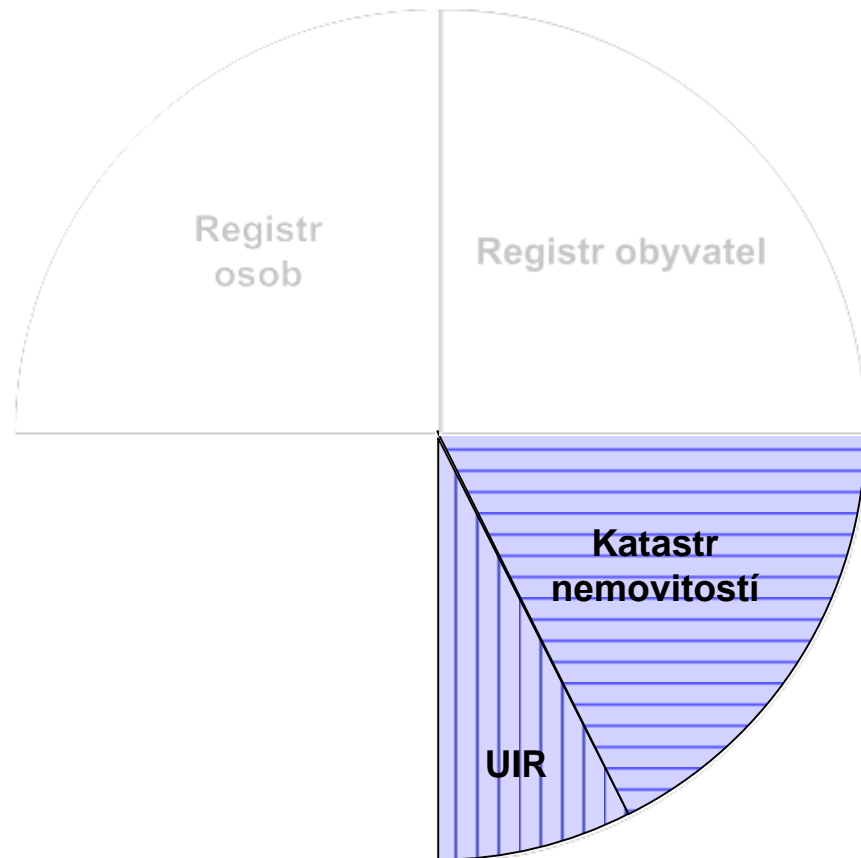 Registr
osob
Registr obyvatel
Katastr
nemovitostí
UIR